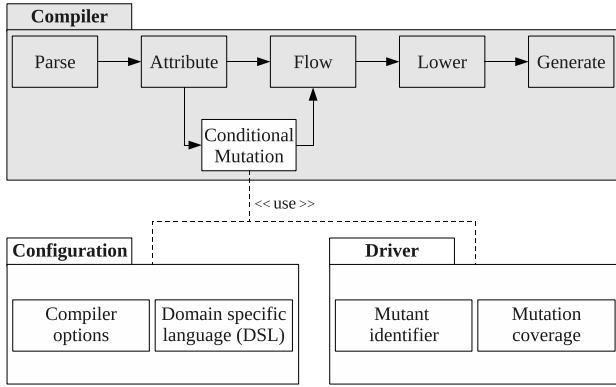 Compiler
Parse
Attribute
Flow
Lower
Generate
Conditional
Mutation
<< use >>
Configuration
Driver
Compiler
options
Domain specific
language (DSL)
Mutant
identifier
Mutation
coverage